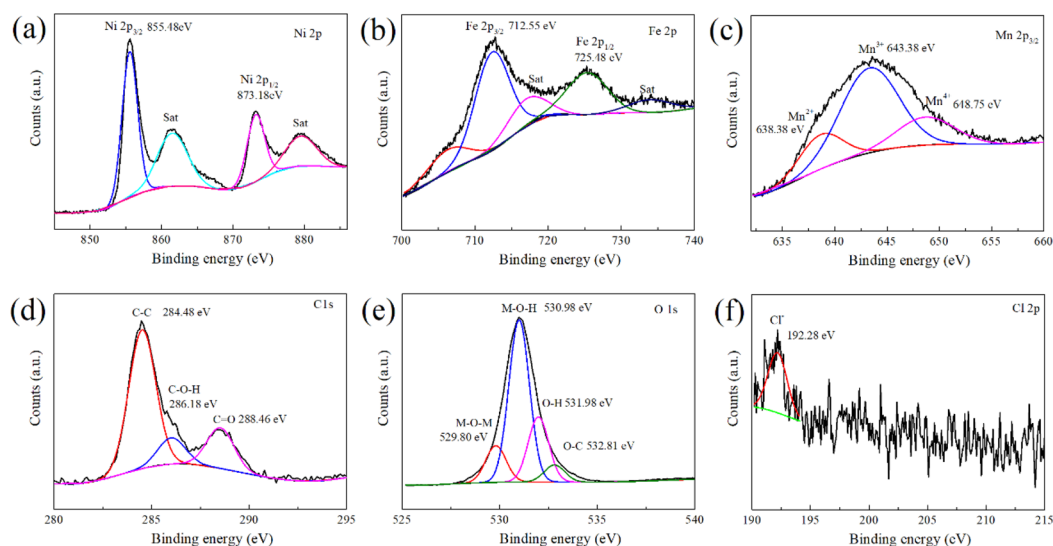 (a)
Ni 2p3/2 855.48eV
Ni 2p
Ni 2p1/2
873.18eV
Sat
Sat
Counts (a.u.)
850
860
870
880
Binding energy (eV)
(b)
Fe 2p3/2 712.55 eV
Fe 2p
Fe 2p1/2
725.48 eV
Sat
Sat
Counts (a.u.)
700
710
720
730
740
Binding energy (eV)
(c)
Mn 2p3/2
Mn3+ 643.38 eV
Mn2+
638.38 eV
Mn4+
648.75 eV
Counts (a.u.)
635
640
645
650
655
660
Binding energy (eV)
(d)
C1s
C-C 284.48 eV
C-O-H
286.18 eV
C=O 288.46 eV
Counts (a.u.)
280
285
290
295
Binding energy (eV)
(e)
M-O-H 530.98 eV
O 1s
O-H 531.98 eV
M-O-M
529.80 eV
O-C 532.81 eV
Counts (a.u.)
525
530
535
540
Binding energy (eV)
(f)
Cl 2p
Cl-
192.28 eV
Counts (a.u.)
190
195
200
205
210
215
Binding energy (eV)